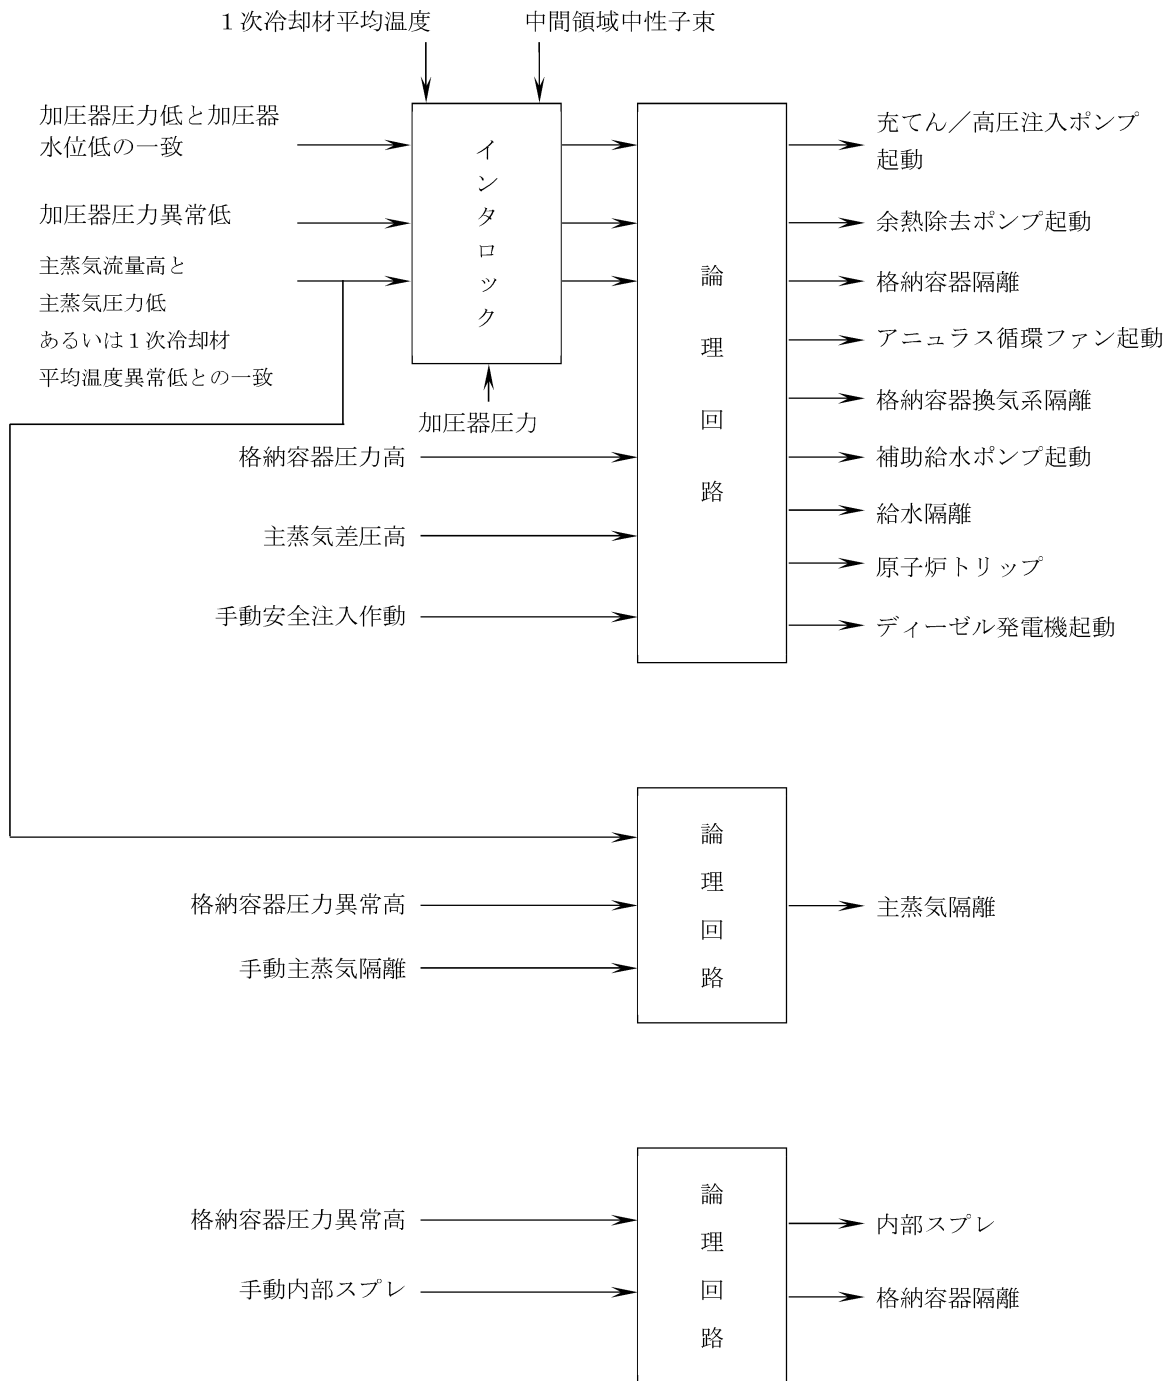 1次冷却材平均温度
中間領域中性子束
加圧器圧力低と加圧器
水位低の一致
加圧器圧力異常低
主蒸気流量高と
主蒸気圧力低
あるいは1次冷却材
平均温度異常低との一致
インタロック
加圧器圧力
格納容器圧力高
主蒸気差圧高
手動安全注入作動
論理回路
充てん／高圧注入ポンプ
起動
余熱除去ポンプ起動
格納容器隔離
アニュラス循環ファン起動
格納容器換気系隔離
補助給水ポンプ起動
給水隔離
原子炉トリップ
ディーゼル発電機起動
格納容器圧力異常高
手動主蒸気隔離
論理回路
主蒸気隔離
格納容器圧力異常高
手動内部スプレ
論理回路
内部スプレ
格納容器隔離